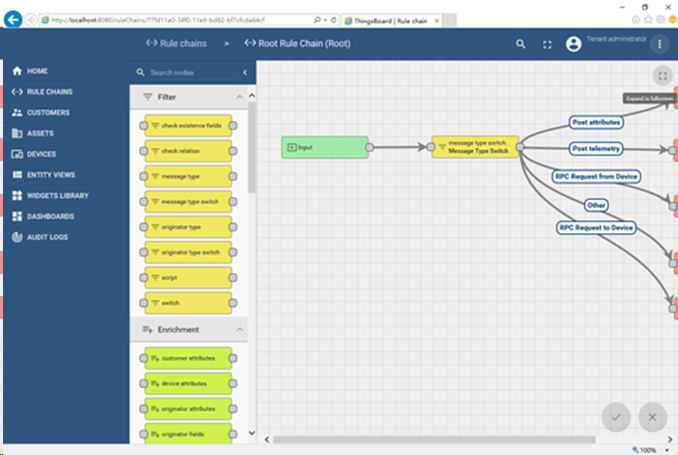 http://localhost:8080/ruleChains/77fd11a0-34f0-11e9-bd82-bf7cfcda64cf
ThingsBoard | Rule chain
Rule chains > Root Rule Chain (Root)
Tenant administrator
HOME
RULE CHAINS
CUSTOMERS
ASSETS
DEVICES
ENTITY VIEWS
WIDGETS LIBRARY
DASHBOARDS
AUDIT LOGS
Search nodes
Filter
check existence fields
check relation
message type
message type switch
originator type
originator type switch
script
switch
Enrichment
customer attributes
device attributes
originator attributes
originator fields
Expand to fullscreen
Input
message type switch
Message Type Switch
Post attributes
Post telemetry
RPC Request from Device
Other
RPC Request to Device
100%